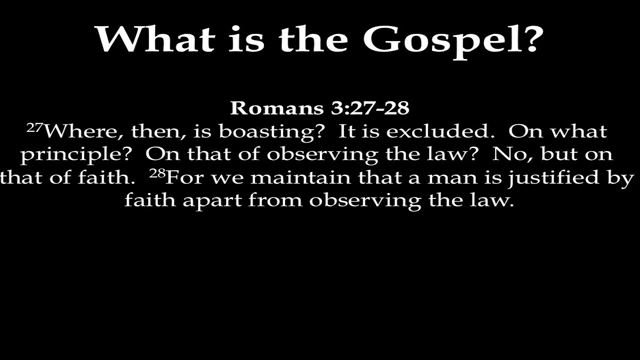 What is the Gospel?
Romans 3:27-28
²⁷Where, then, is boasting?  It is excluded.  On what
principle?  On that of observing the law?  No, but on
that of faith.  ²⁸For we maintain that a man is justified by
faith apart from observing the law.